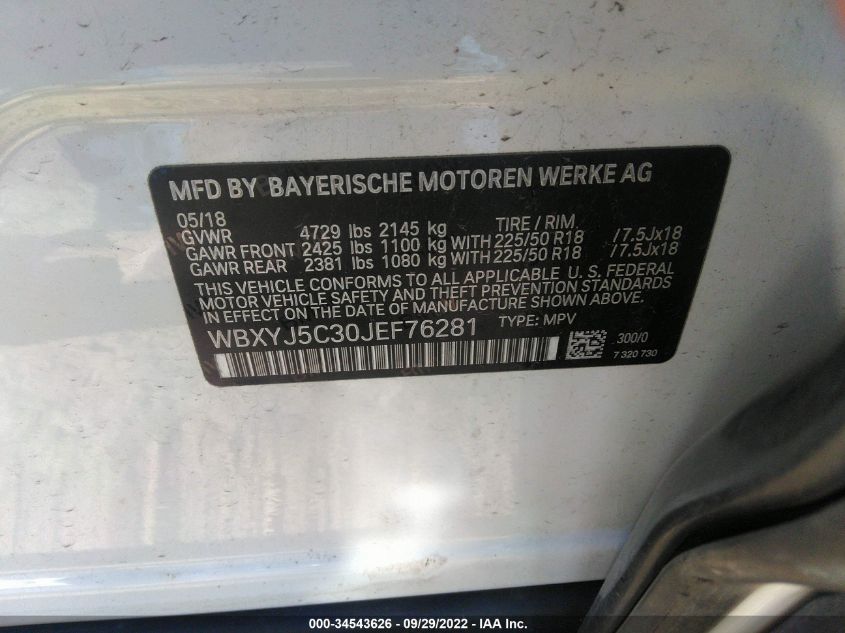 MFD BY BAYERISCHE MOTOREN WERKE AG
05/18 TIRE / RIM
GVWR 4729 lbs 2145 kg
GAWR FRONT 2425 lbs 1100 kg WITH 225/50 R18 /7.5Jx18
GAWR REAR 2381 lbs 1080 kg WITH 225/50 R18 /7.5Jx18
THIS VEHICLE CONFORMS TO ALL APPLICABLE U. S. FEDERAL
MOTOR VEHICLE SAFETY AND THEFT PREVENTION STANDARDS
IN EFFECT ON THE DATE OF MANUFACTURE SHOWN ABOVE.
WBXYJ5C30JEF76281 TYPE: MPV
300/0
7 320 730
000-34543626 - 09/29/2022 - IAA Inc.